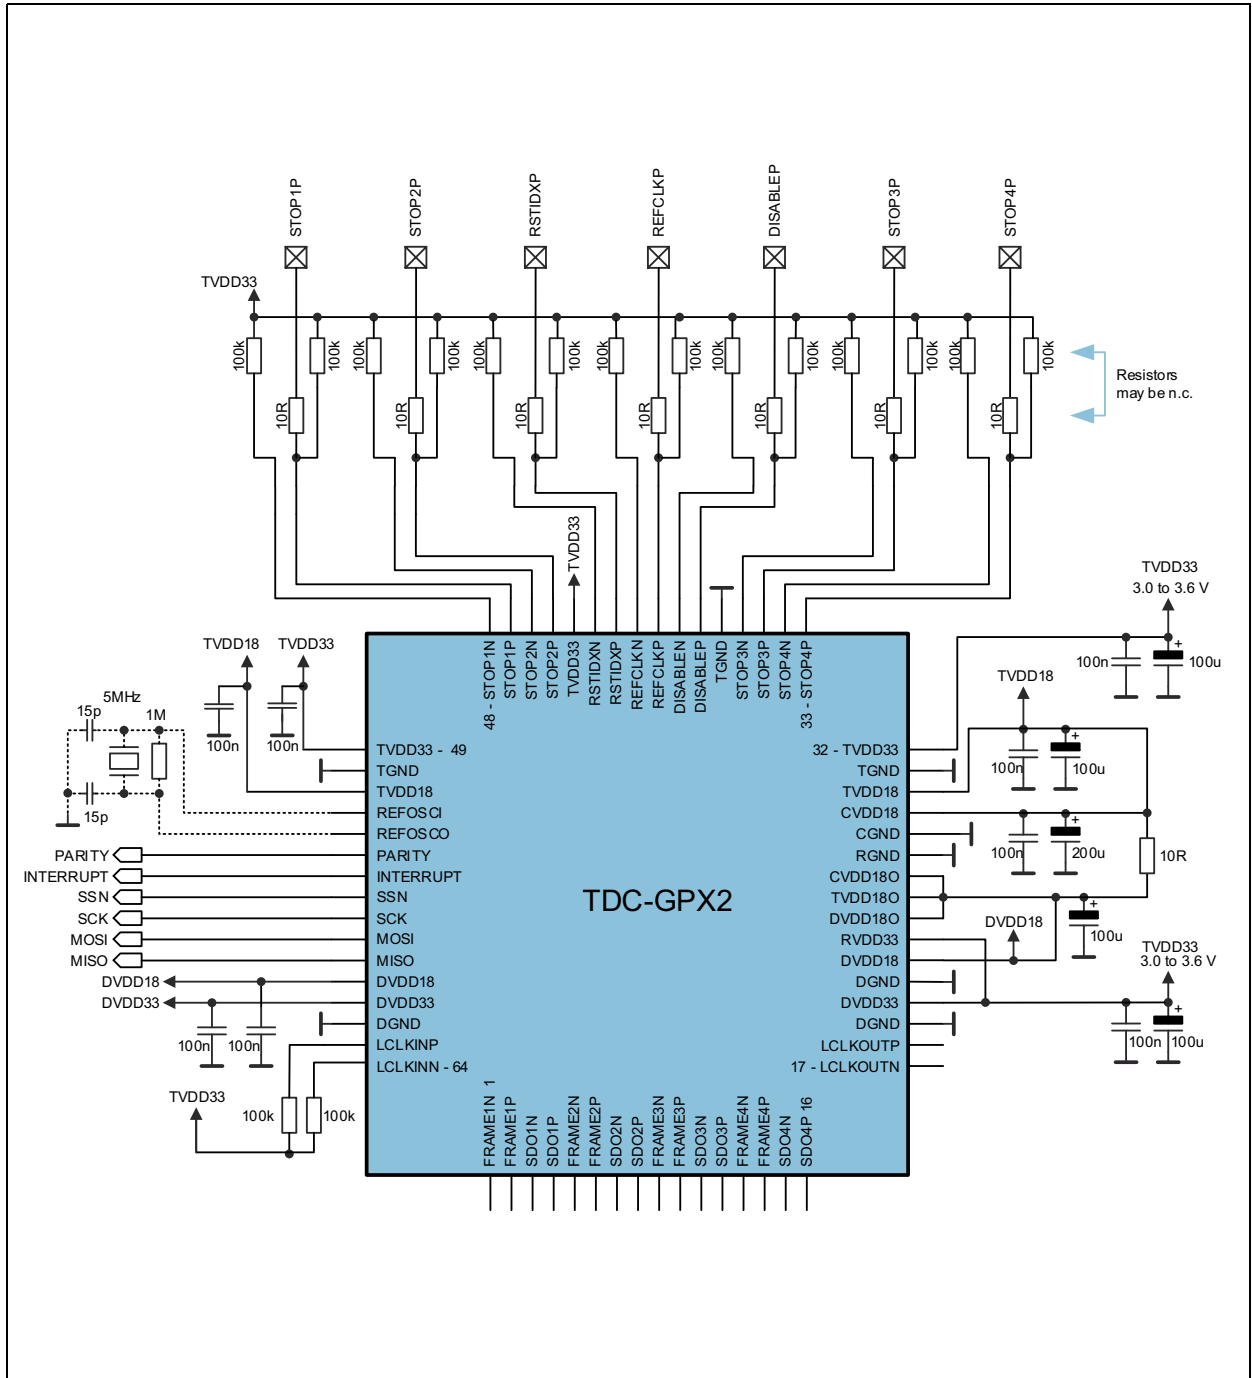 STOP1P
STOP2P
RSTIDXP
REFCLKP
DISABLEP
STOP3P
STOP4P
TVDD33
100k
100k
100k
100k
100k
100k
100k
100k
100k
100k
100k
100k
100k
100k
10R
10R
10R
10R
10R
10R
10R
Resistors
may be n.c.
TVDD33
TVDD33
3.0 to 3.6 V
100n
100u
TVDD18
TVDD33
100n
100n
5MHz
15p
1M
15p
48 - STOP1N
STOP1P
STOP2N
STOP2P
TVDD33
RSTIDXN
RSTIDXP
REFCLKN
REFCLKP
DISABLEN
DISABLEP
TGND
STOP3N
STOP3P
STOP4N
33 - STOP4P
TVDD18
100n
100u
100n
200u
10R
100u
DVDD18
TVDD33
3.0 to 3.6 V
100n
100u
TVDD33 - 49
TGND
TVDD18
REFOSCI
REFOSCO
PARITY
INTERRUPT
SSN
SCK
MOSI
MISO
DVDD18
DVDD33
DGND
LCLKINP
LCLKINN - 64
PARITY
INTERRUPT
SSN
SCK
MOSI
MISO
DVDD18
DVDD33
100n
100n
TVDD33
100k
100k
TDC-GPX2
32 - TVDD33
TGND
TVDD18
CVDD18
CGND
RGND
CVDD18O
TVDD18O
DVDD18O
RVDD33
DVDD18
DGND
DVDD33
DGND
LCLKOUTP
17 - LCLKOUTN
FRAME1N 1
FRAME1P
SDO1N
SDO1P
FRAME2N
FRAME2P
SDO2N
SDO2P
FRAME3N
FRAME3P
SDO3N
SDO3P
FRAME4N
FRAME4P
SDO4N
SDO4P 16